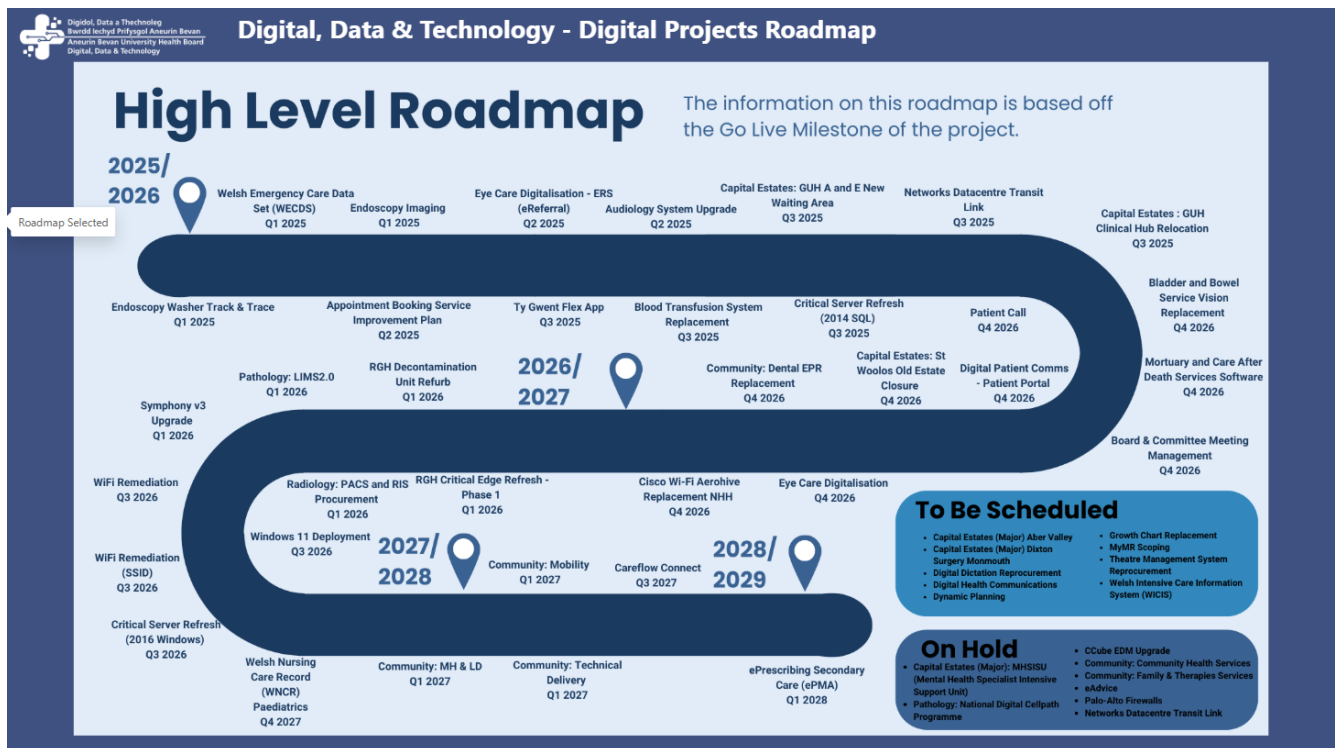 Digidol, Data a Thechnoleg
Bwrdd Iechyd Prifysgol Aneurin Bevan
Aneurin Bevan University Health Board
Digital, Data & Technology
Digital, Data & Technology - Digital Projects Roadmap
High Level Roadmap
The information on this roadmap is based off
the Go Live Milestone of the project.
Roadmap Selected
2025/
2026
Welsh Emergency Care Data
Set (WECDS)
Q1 2025
Endoscopy Imaging
Q1 2025
Eye Care Digitalisation - ERS
(eReferral)
Q2 2025
Audiology System Upgrade
Q2 2025
Capital Estates: GUH A and E New
Waiting Area
Q3 2025
Networks Datacentre Transit
Link
Q3 2025
Capital Estates : GUH
Clinical Hub Relocation
Q3 2025
Endoscopy Washer Track & Trace
Q1 2025
Appointment Booking Service
Improvement Plan
Q2 2025
Ty Gwent Flex App
Q3 2025
Blood Transfusion System
Replacement
Q3 2025
Critical Server Refresh
(2014 SQL)
Q3 2025
Patient Call
Q4 2026
Bladder and Bowel
Service Vision
Replacement
Q4 2026
Mortuary and Care After
Death Services Software
Q4 2026
Board & Committee Meeting
Management
Q4 2026
Symphony v3
Upgrade
Q1 2026
Pathology: LIMS2.0
Q1 2026
RGH Decontamination
Unit Refurb
Q1 2026
2026/
2027
Community: Dental EPR
Replacement
Q4 2026
Capital Estates: St
Woolos Old Estate
Closure
Q4 2026
Digital Patient Comms
- Patient Portal
Q4 2026
WiFi Remediation
Q3 2026
Radiology: PACS and RIS
Procurement
Q1 2026
RGH Critical Edge Refresh -
Phase 1
Q1 2026
Cisco Wi-Fi Aerohive
Replacement NHH
Q4 2026
Eye Care Digitalisation
Q4 2026
WiFi Remediation
(SSID)
Q3 2026
Windows 11 Deployment
Q3 2026
2027/
2028
Community: Mobility
Q1 2027
Careflow Connect
Q3 2027
2028/
2029
Critical Server Refresh
(2016 Windows)
Q3 2026
Welsh Nursing
Care Record
(WNCR)
Paediatrics
Q4 2027
Community: MH & LD
Q1 2027
Community: Technical
Delivery
Q1 2027
ePrescribing Secondary
Care (ePMA)
Q1 2028
To Be Scheduled
• Capital Estates (Major) Aber Valley
• Capital Estates (Major) Dixton
Surgery Monmouth
• Digital Dictation Reprocurement
• Digital Health Communications
• Dynamic Planning
• Growth Chart Replacement
• MyMR Scoping
• Theatre Management System
Reprocurement
• Welsh Intensive Care Information
System (WICIS)
On Hold
• Capital Estates (Major): MHSISU
(Mental Health Specialist Intensive
Support Unit)
• Pathology: National Digital Cellpath
Programme
• CCube EDM Upgrade
• Community: Community Health Services
• Community: Family & Therapies Services
• eAdvice
• Palo-Alto Firewalls
• Networks Datacentre Transit Link